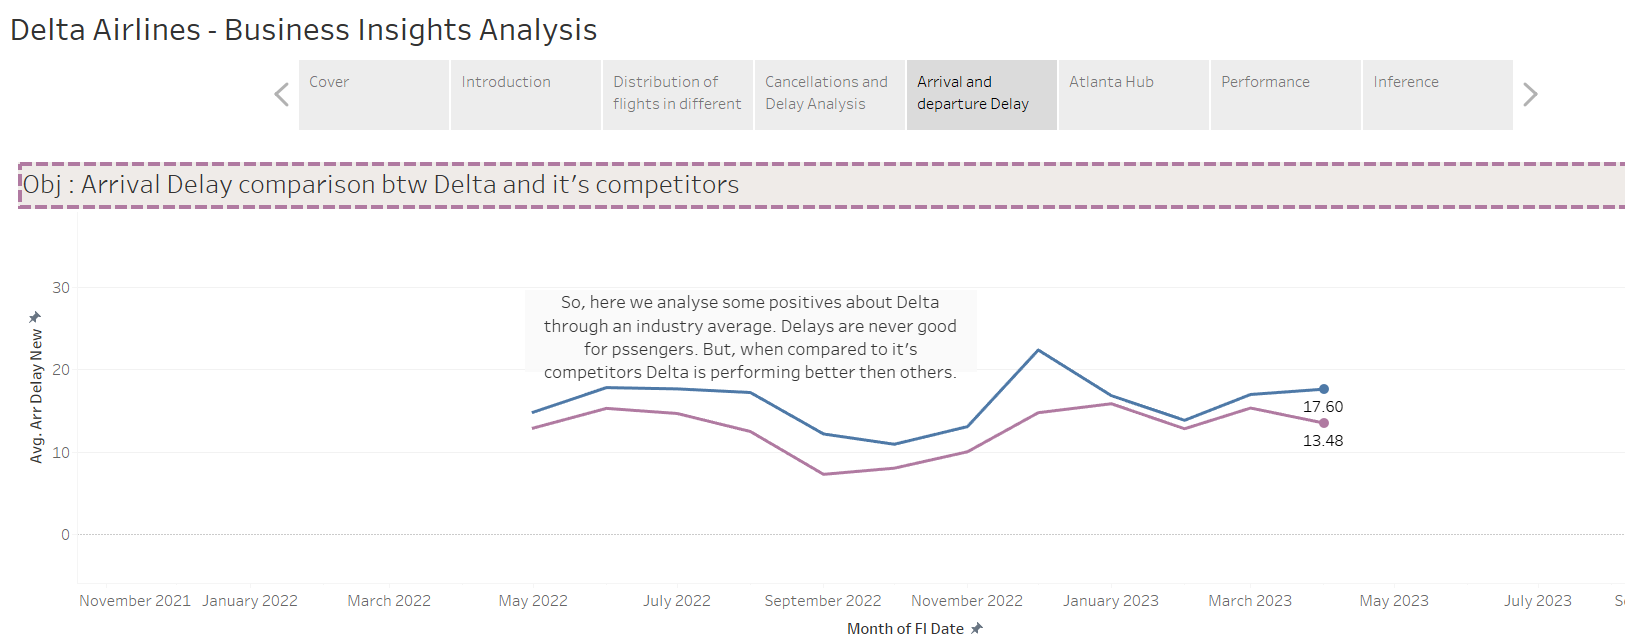 Delta Airlines - Business Insights Analysis
Cover
Introduction
Distribution of
flights in different
Cancellations and
Delay Analysis
Arrival and
departure Delay
Atlanta Hub
Performance
Inference
Obj : Arrival Delay comparison btw Delta and it's competitors
So, here we analyse some positives about Delta
through an industry average. Delays are never good
for pssengers. But, when compared to it's
competitors Delta is performing better then others.
Avg. Arr Delay New
30
20
10
0
17.60
13.48
November 2021
January 2022
March 2022
May 2022
July 2022
September 2022
November 2022
January 2023
March 2023
May 2023
July 2023
Month of Fl Date